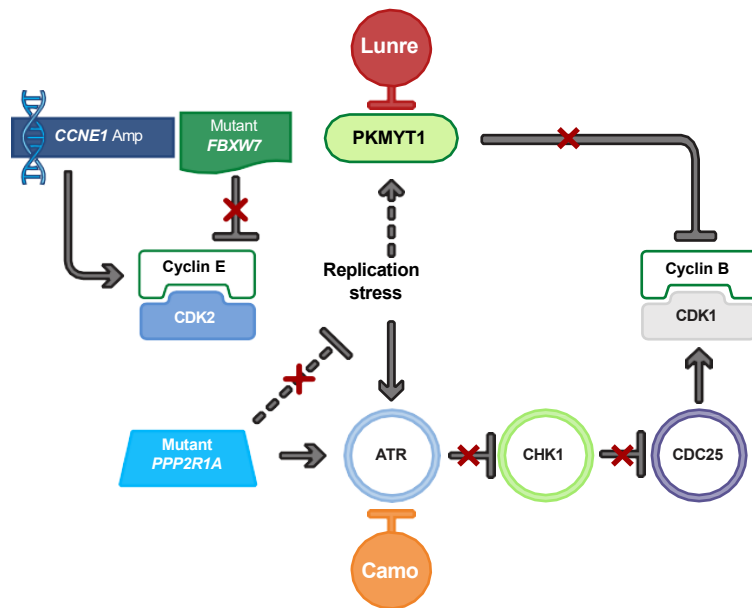 Lunre
CCNE1 Amp
Mutant
FBXW7
PKMYT1
Cyclin E
CDK2
Replication
stress
Cyclin B
CDK1
Mutant
PPP2R1A
ATR
CHK1
CDC25
Camo